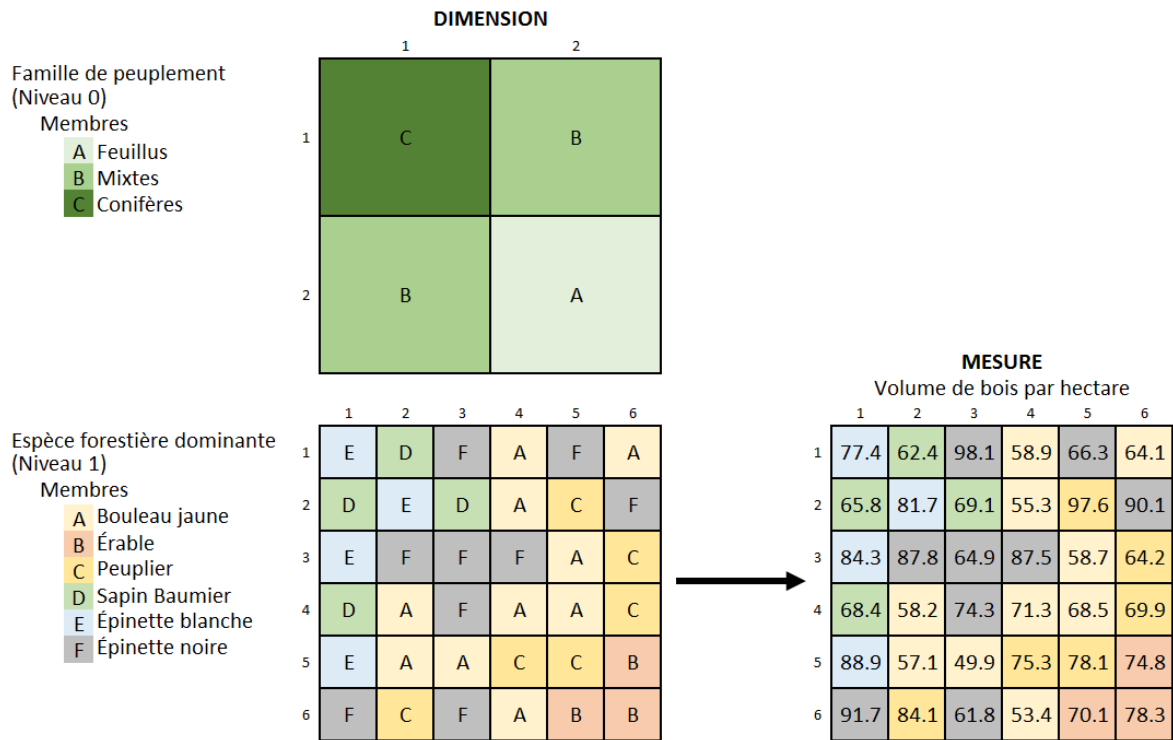 DIMENSION
1 2
Famille de peuplement
(Niveau 0)
Membres
A Feuillus
B Mixtes
C Conifères
1 C B
2 B A
MESURE
Volume de bois par hectare
1 2 3 4 5 6
Espèce forestière dominante
(Niveau 1)
Membres
A Bouleau jaune
B Érable
C Peuplier
D Sapin Baumier
E Épinette blanche
F Épinette noire
1 E D F A F A
2 D E D A C F
3 E F F F A C
4 D A F A A C
5 E A A C C B
6 F C F A B B
1 2 3 4 5 6
1 77.4 62.4 98.1 58.9 66.3 64.1
2 65.8 81.7 69.1 55.3 97.6 90.1
3 84.3 87.8 64.9 87.5 58.7 64.2
4 68.4 58.2 74.3 71.3 68.5 69.9
5 88.9 57.1 49.9 75.3 78.1 74.8
6 91.7 84.1 61.8 53.4 70.1 78.3